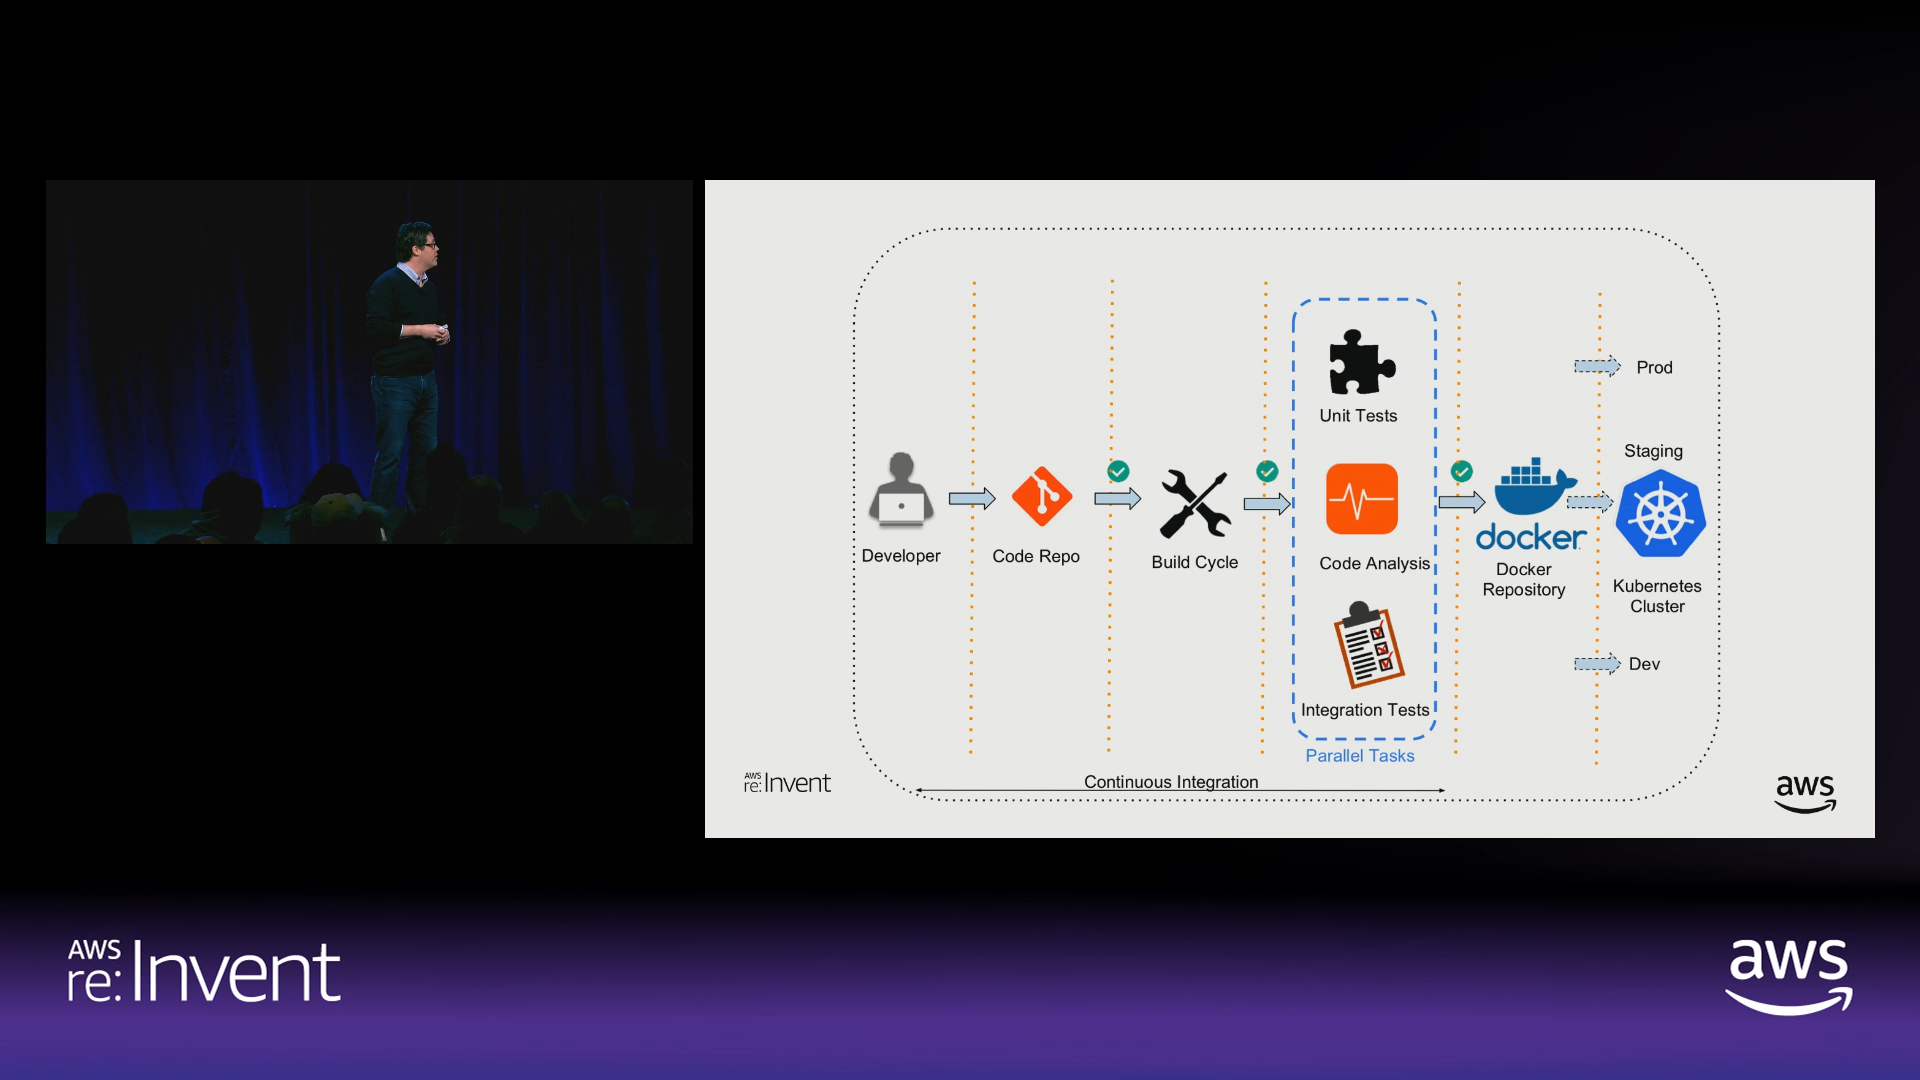 Prod
Unit Tests
Staging
Developer
Code Repo
Build Cycle
Code Analysis
docker
Docker
Repository
Kubernetes
Cluster
Dev
Integration Tests
Parallel Tasks
Continuous Integration
AWS
re:Invent
aws
AWS
re:Invent
aws